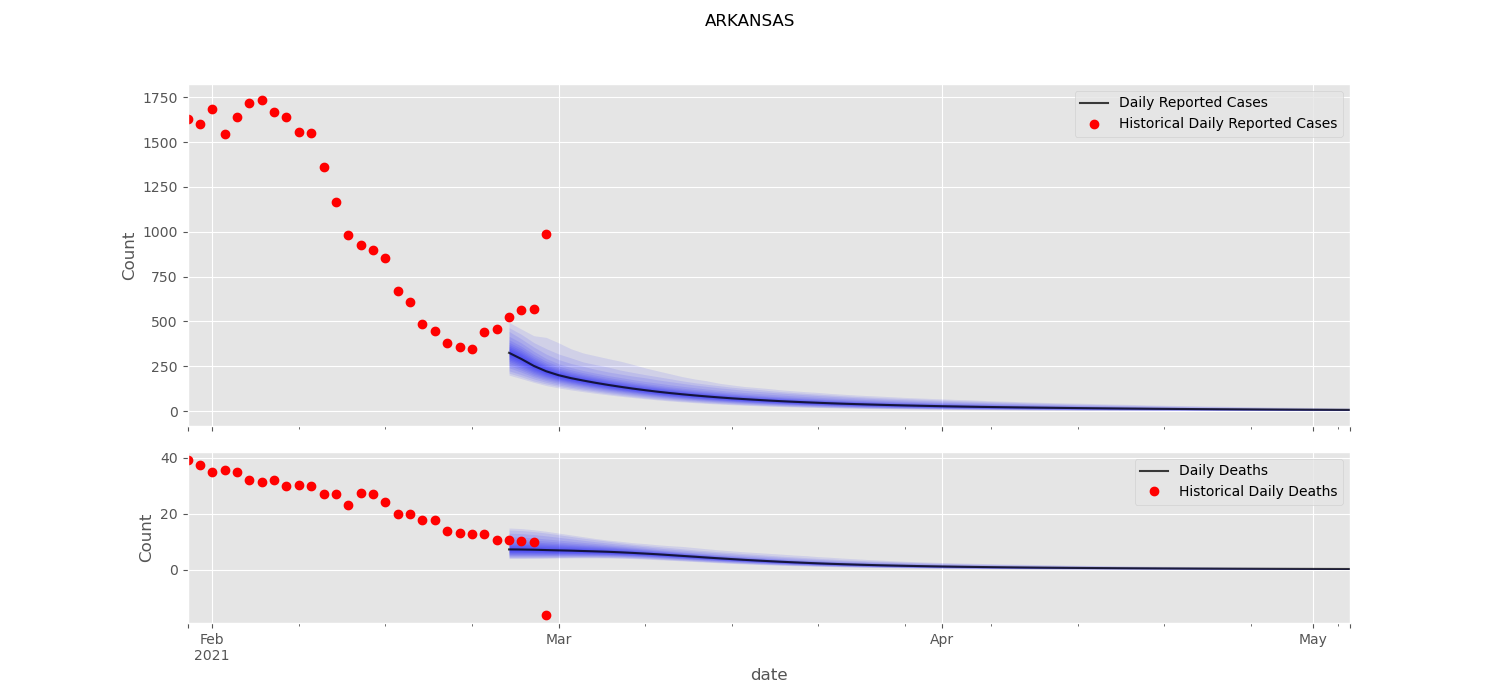 ARKANSAS
1750
1500
1250
1000
750
500
250
0
Count
Daily Reported Cases
Historical Daily Reported Cases
40
20
0
Count
Daily Deaths
Historical Daily Deaths
Feb
2021
Mar
Apr
May
date